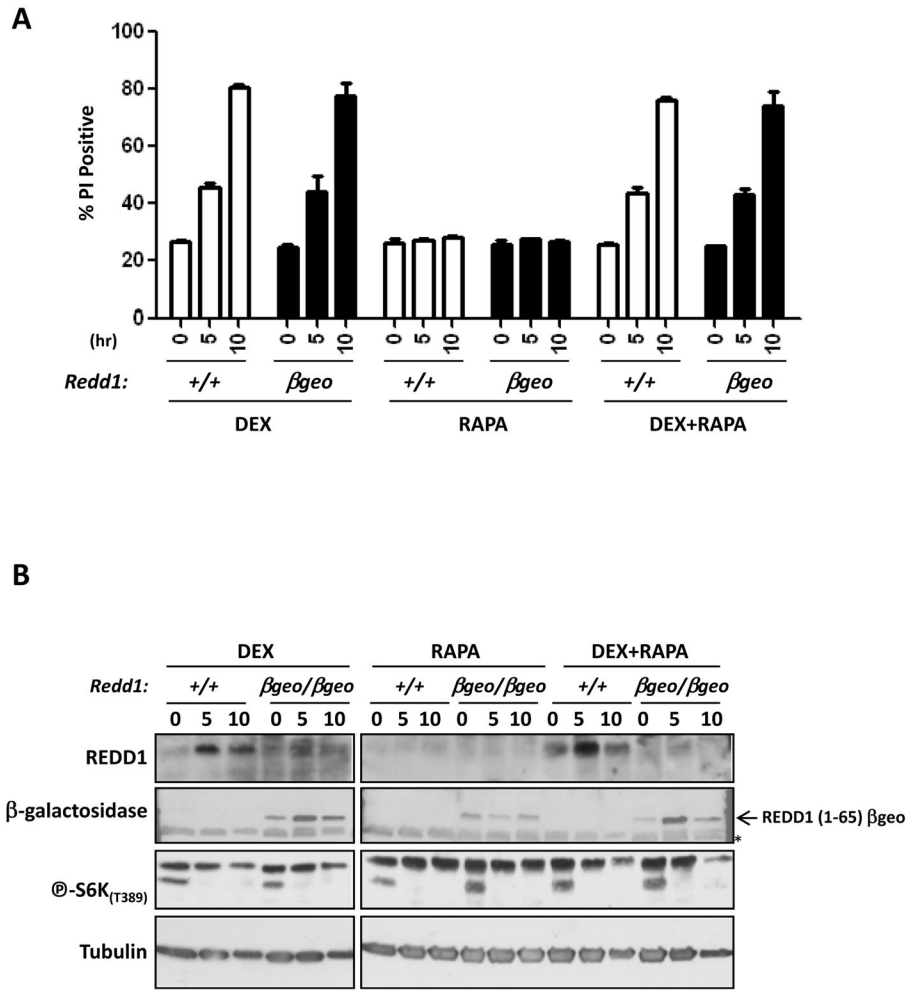 A
% PI Positive
100
80
60
40
20
0
(hr) 0 5 10 0 5 10 0 5 10 0 5 10 0 5 10 0 5 10
Redd1: +/+ βgeo +/+ βgeo +/+ βgeo
DEX RAPA DEX+RAPA
B
DEX RAPA DEX+RAPA
Redd1: +/+ βgeo/βgeo +/+ βgeo/βgeo +/+ βgeo/βgeo
0 5 10 0 5 10 0 5 10 0 5 10 0 5 10 0 5 10
REDD1
β-galactosidase
← REDD1 (1-65) βgeo
*
℗-S6K(T389)
Tubulin